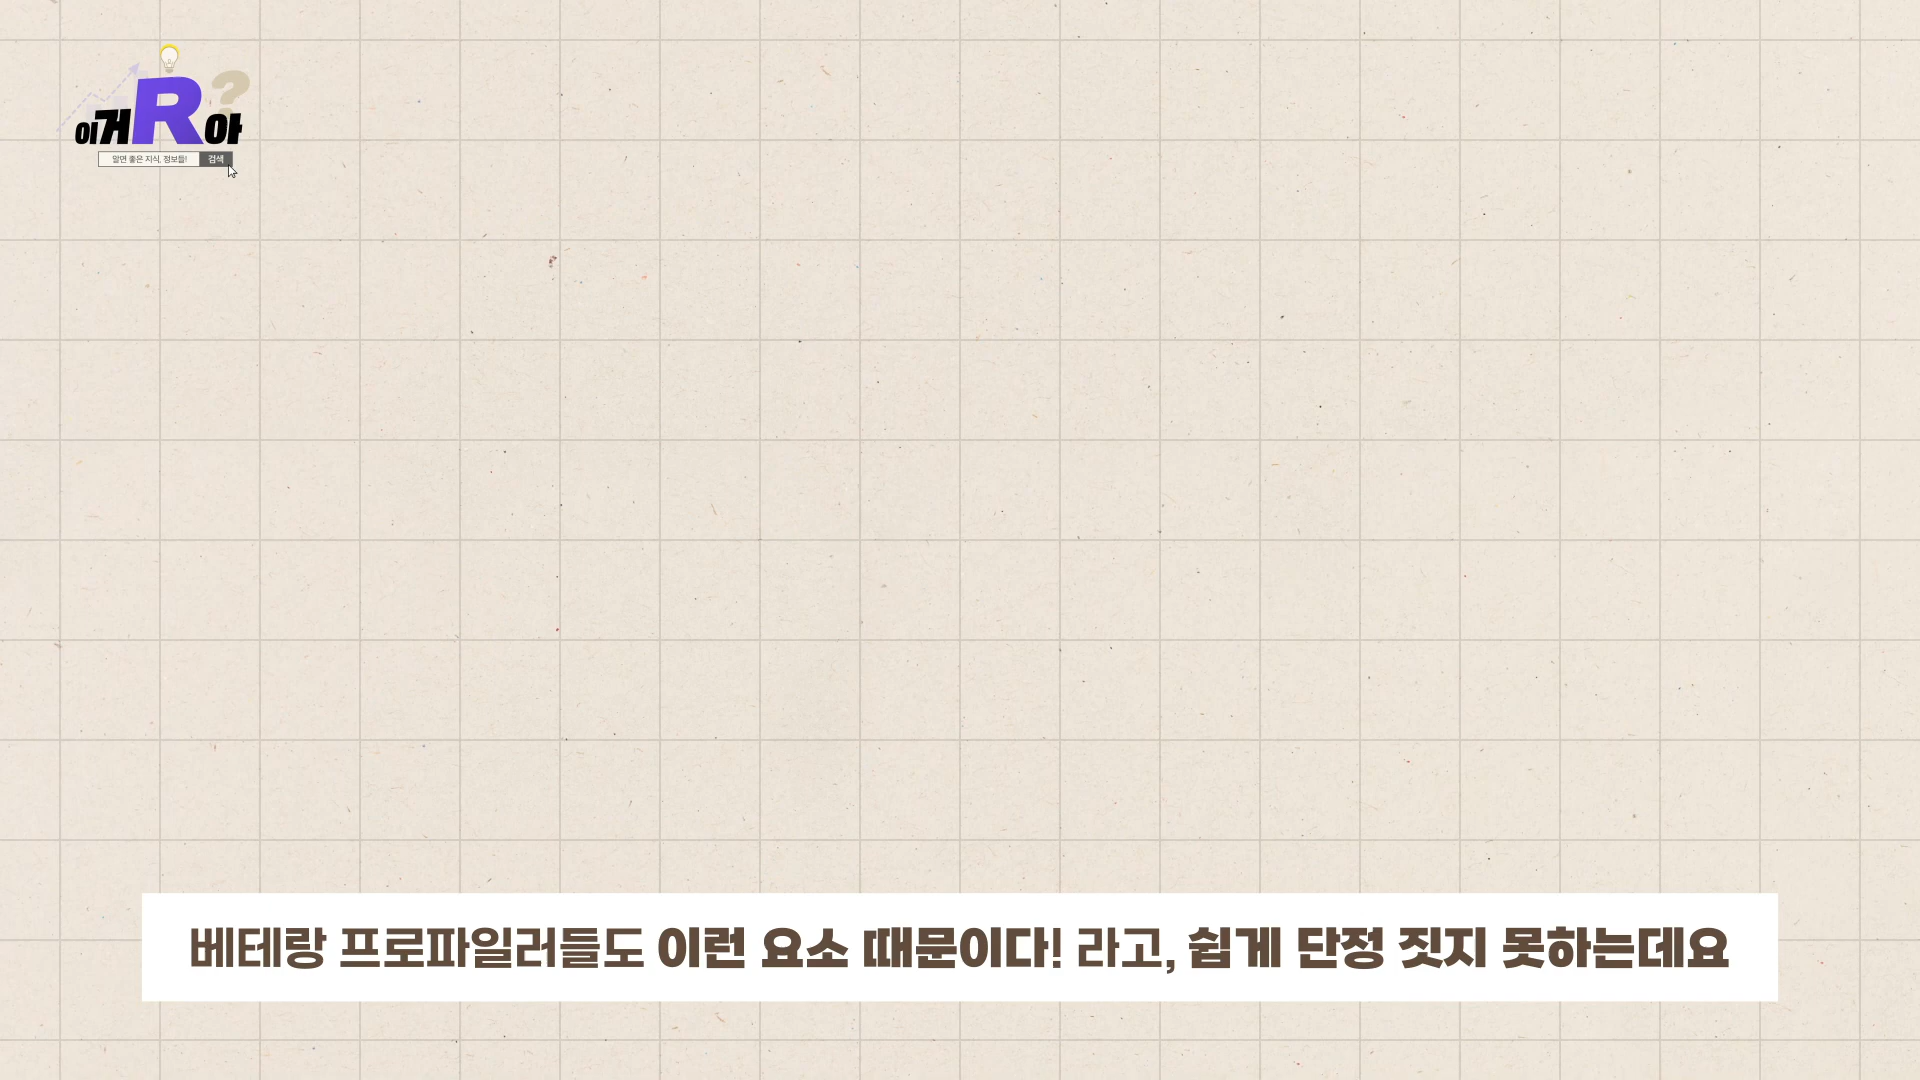 이거R아?
알면 좋은 지식, 정보들! 검색
베테랑 프로파일러들도 이런 요소 때문이다! 라고, 쉽게 단정 짓지 못하는데요